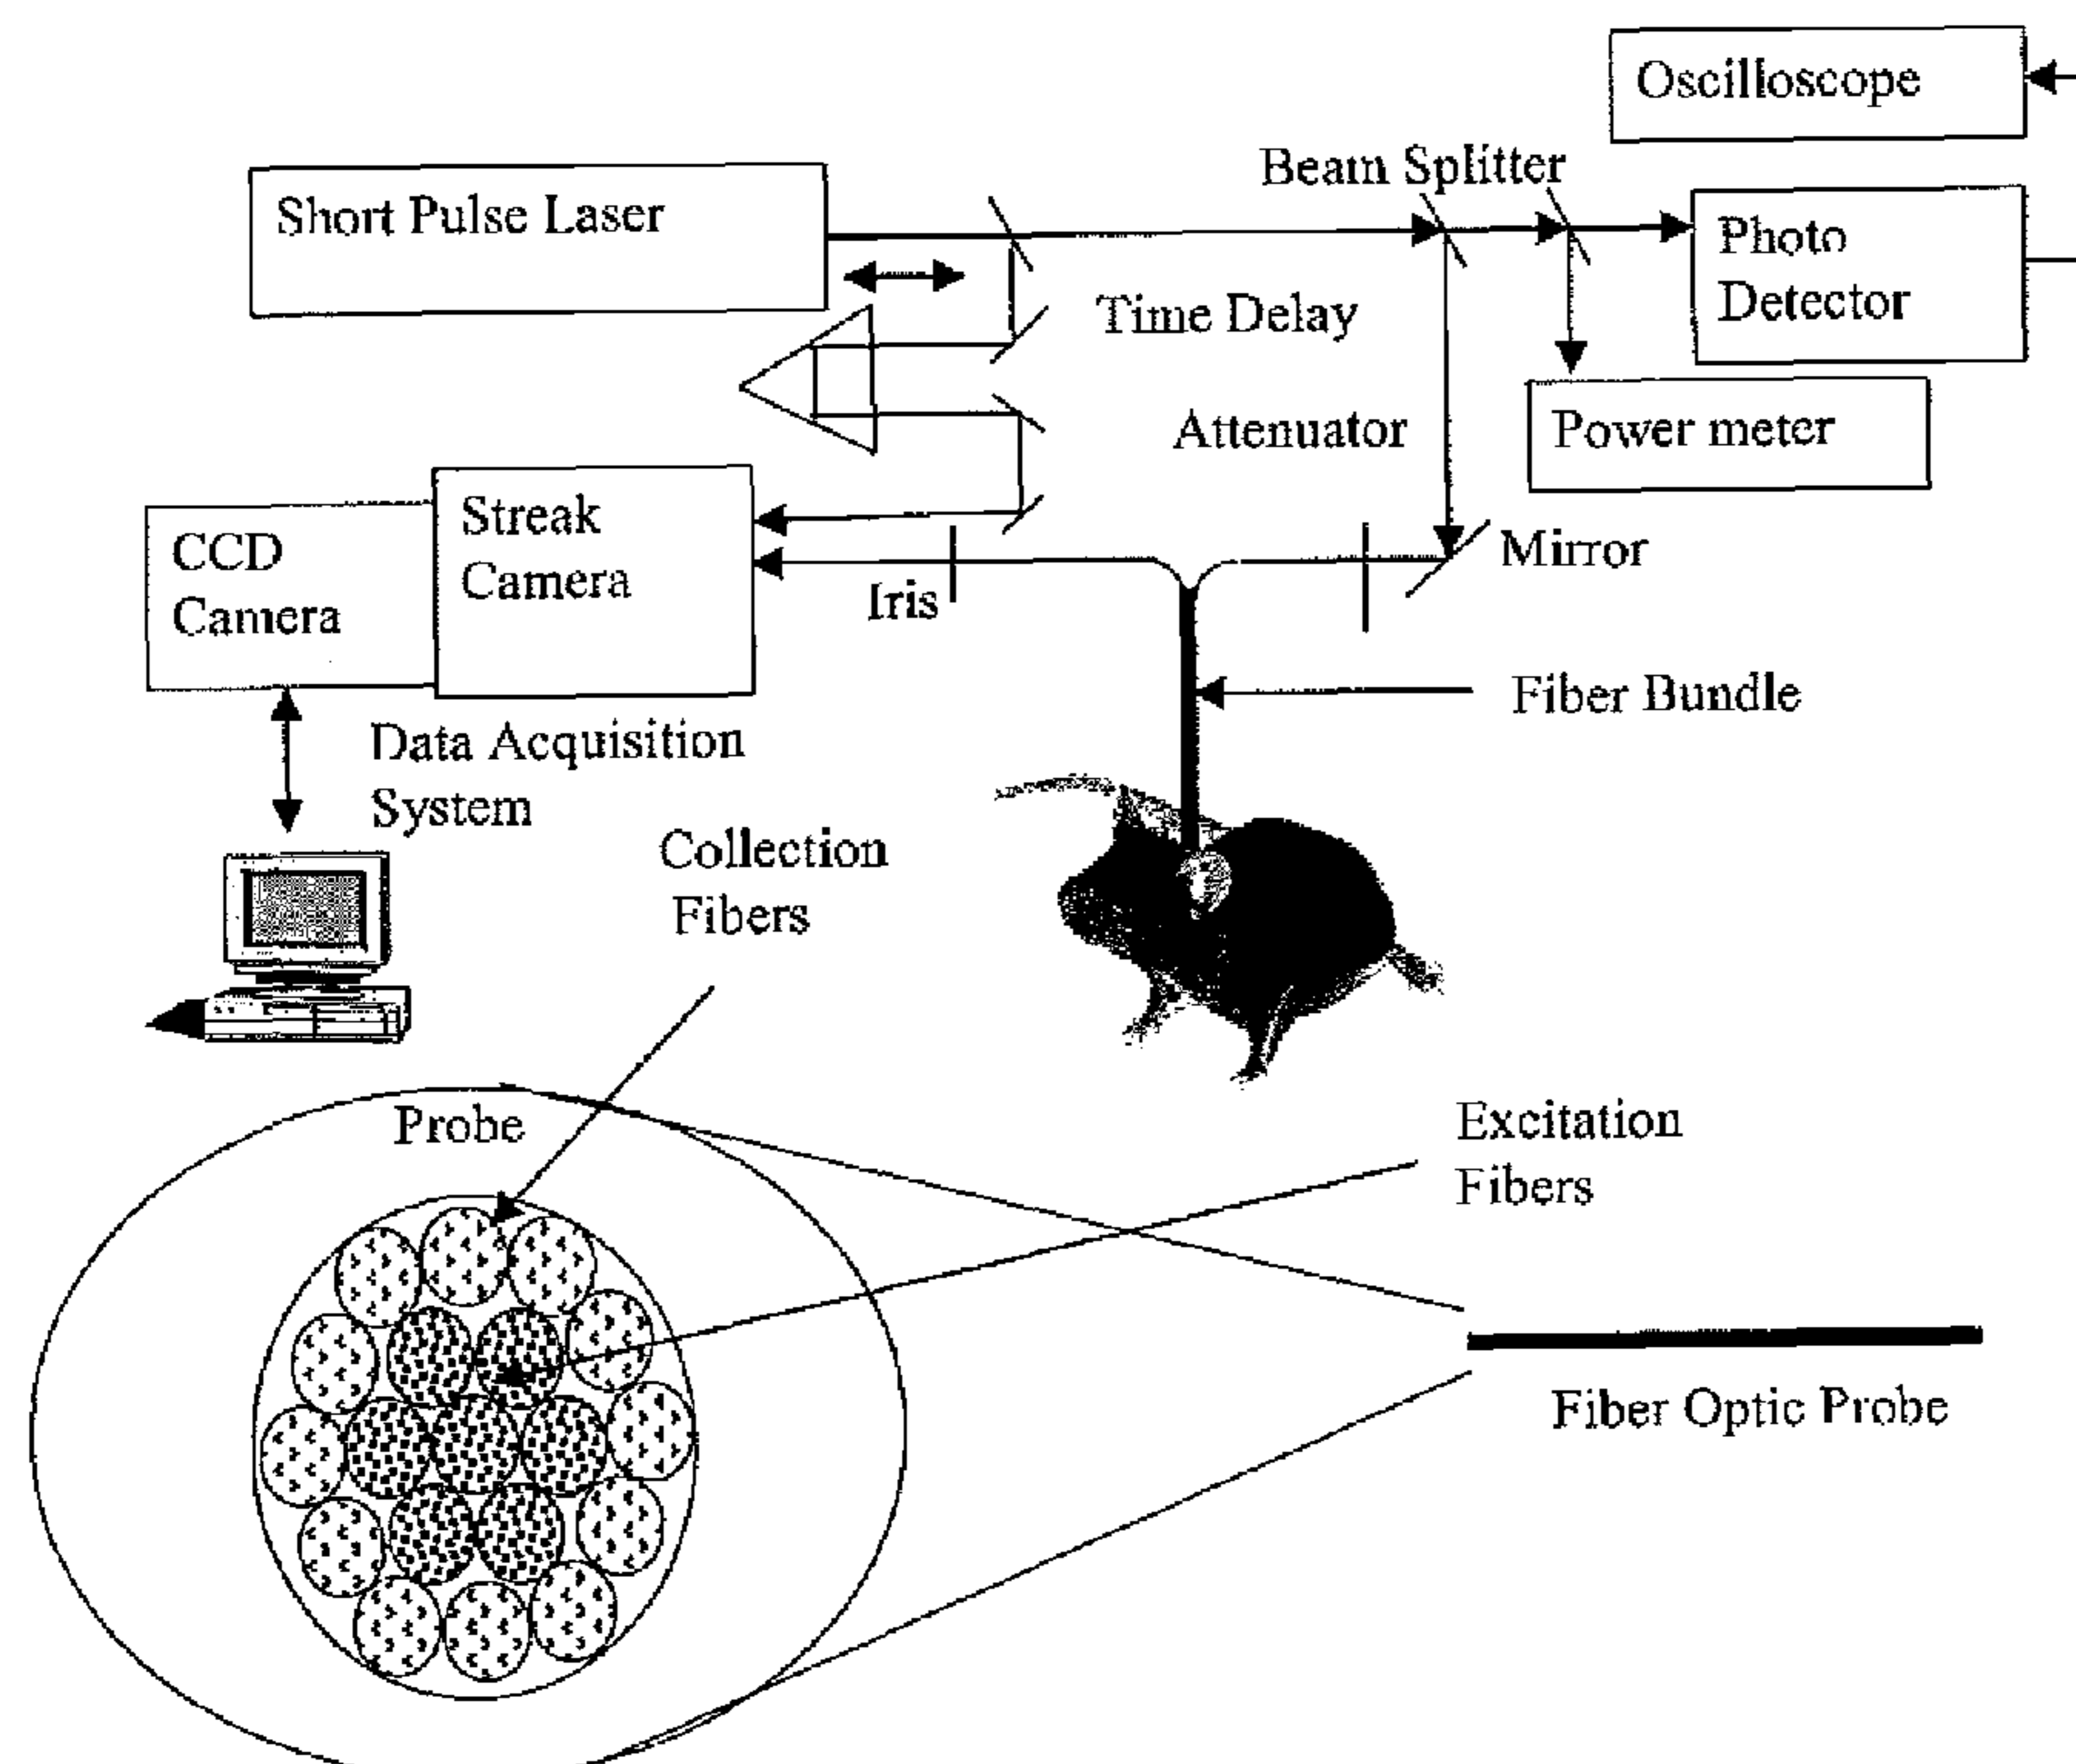 Oscilloscope
Beam Splitter
Short Pulse Laser
Photo
Detector
Time Delay
Attenuator
Power meter
Streak
Camera
CCD
Camera
Mirror
Iris
Fiber Bundle
Data Acquisition
System
Collection
Fibers
Probe
Excitation
Fibers
Fiber Optic Probe